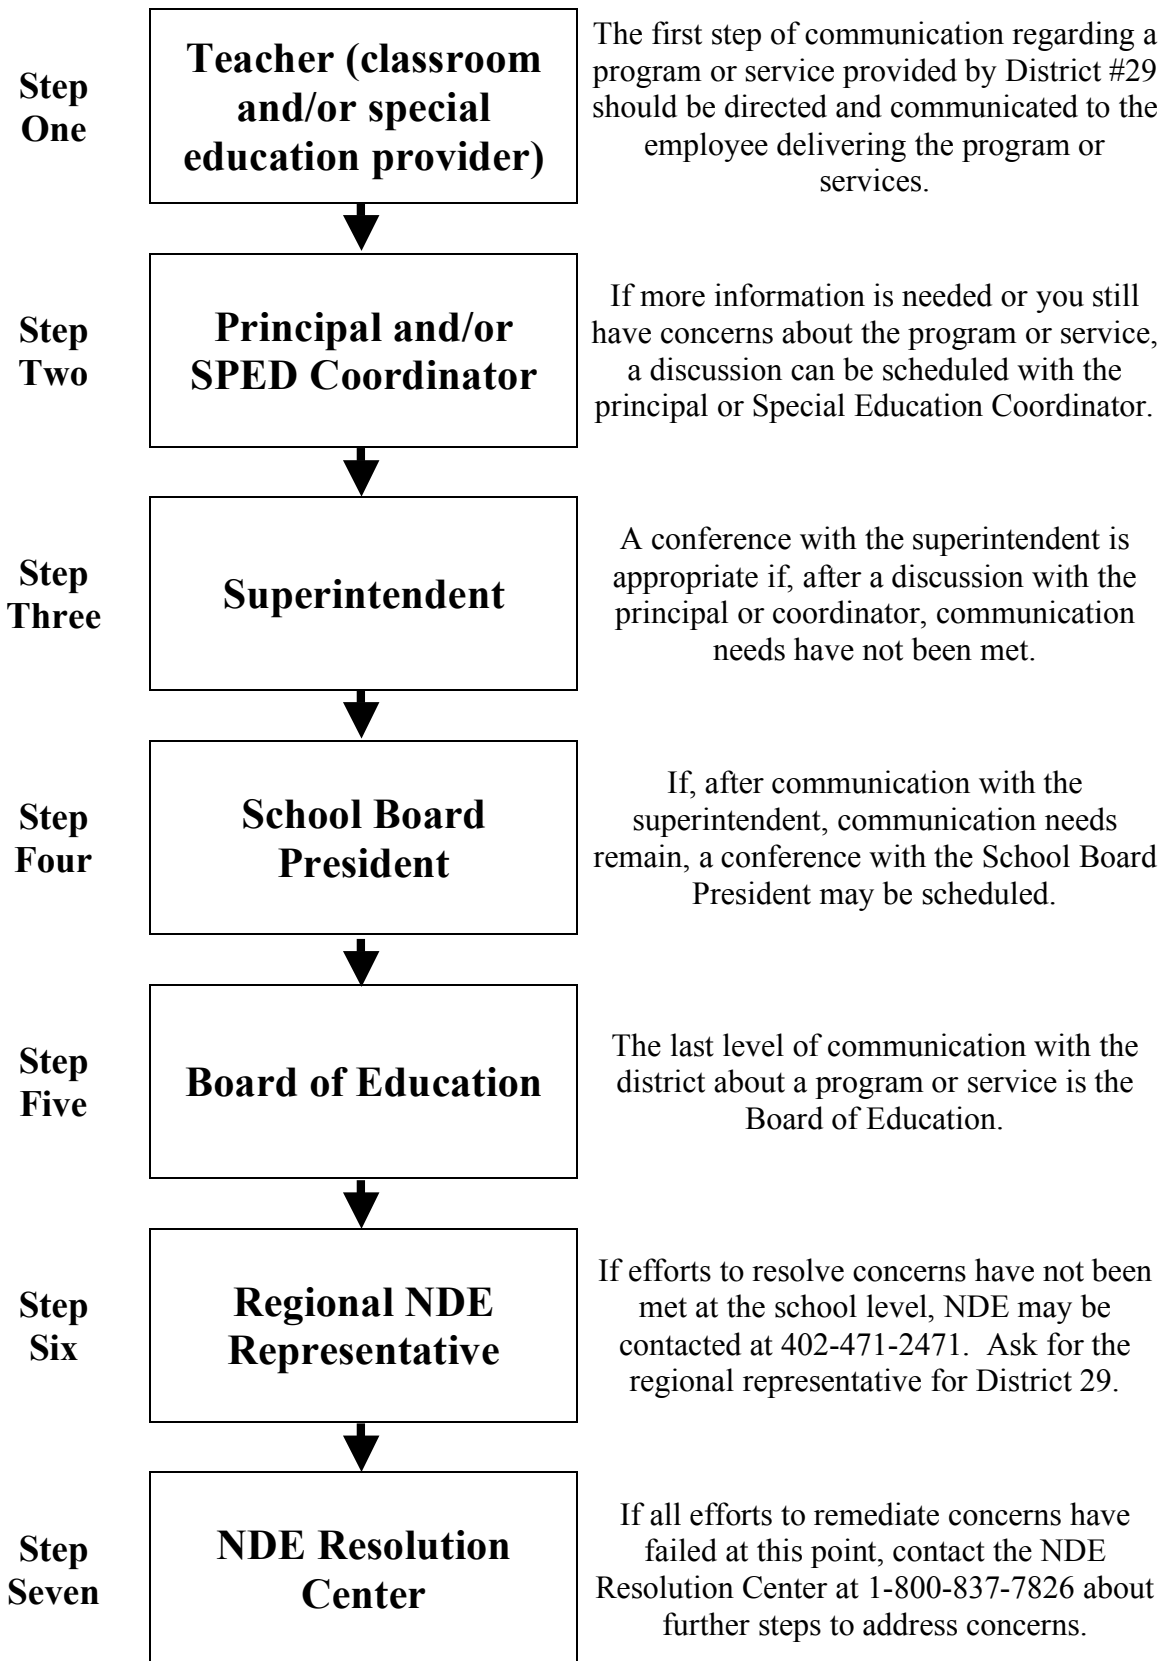 Step
One
Teacher (classroom
and/or special
education provider)
The first step of communication regarding a
program or service provided by District #29
should be directed and communicated to the
employee delivering the program or
services.
Step
Two
Principal and/or
SPED Coordinator
If more information is needed or you still
have concerns about the program or service,
a discussion can be scheduled with the
principal or Special Education Coordinator.
Step
Three
Superintendent
A conference with the superintendent is
appropriate if, after a discussion with the
principal or coordinator, communication
needs have not been met.
Step
Four
School Board
President
If, after communication with the
superintendent, communication needs
remain, a conference with the School Board
President may be scheduled.
Step
Five
Board of Education
The last level of communication with the
district about a program or service is the
Board of Education.
Step
Six
Regional NDE
Representative
If efforts to resolve concerns have not been
met at the school level, NDE may be
contacted at 402-471-2471.  Ask for the
regional representative for District 29.
Step
Seven
NDE Resolution
Center
If all efforts to remediate concerns have
failed at this point, contact the NDE
Resolution Center at 1-800-837-7826 about
further steps to address concerns.